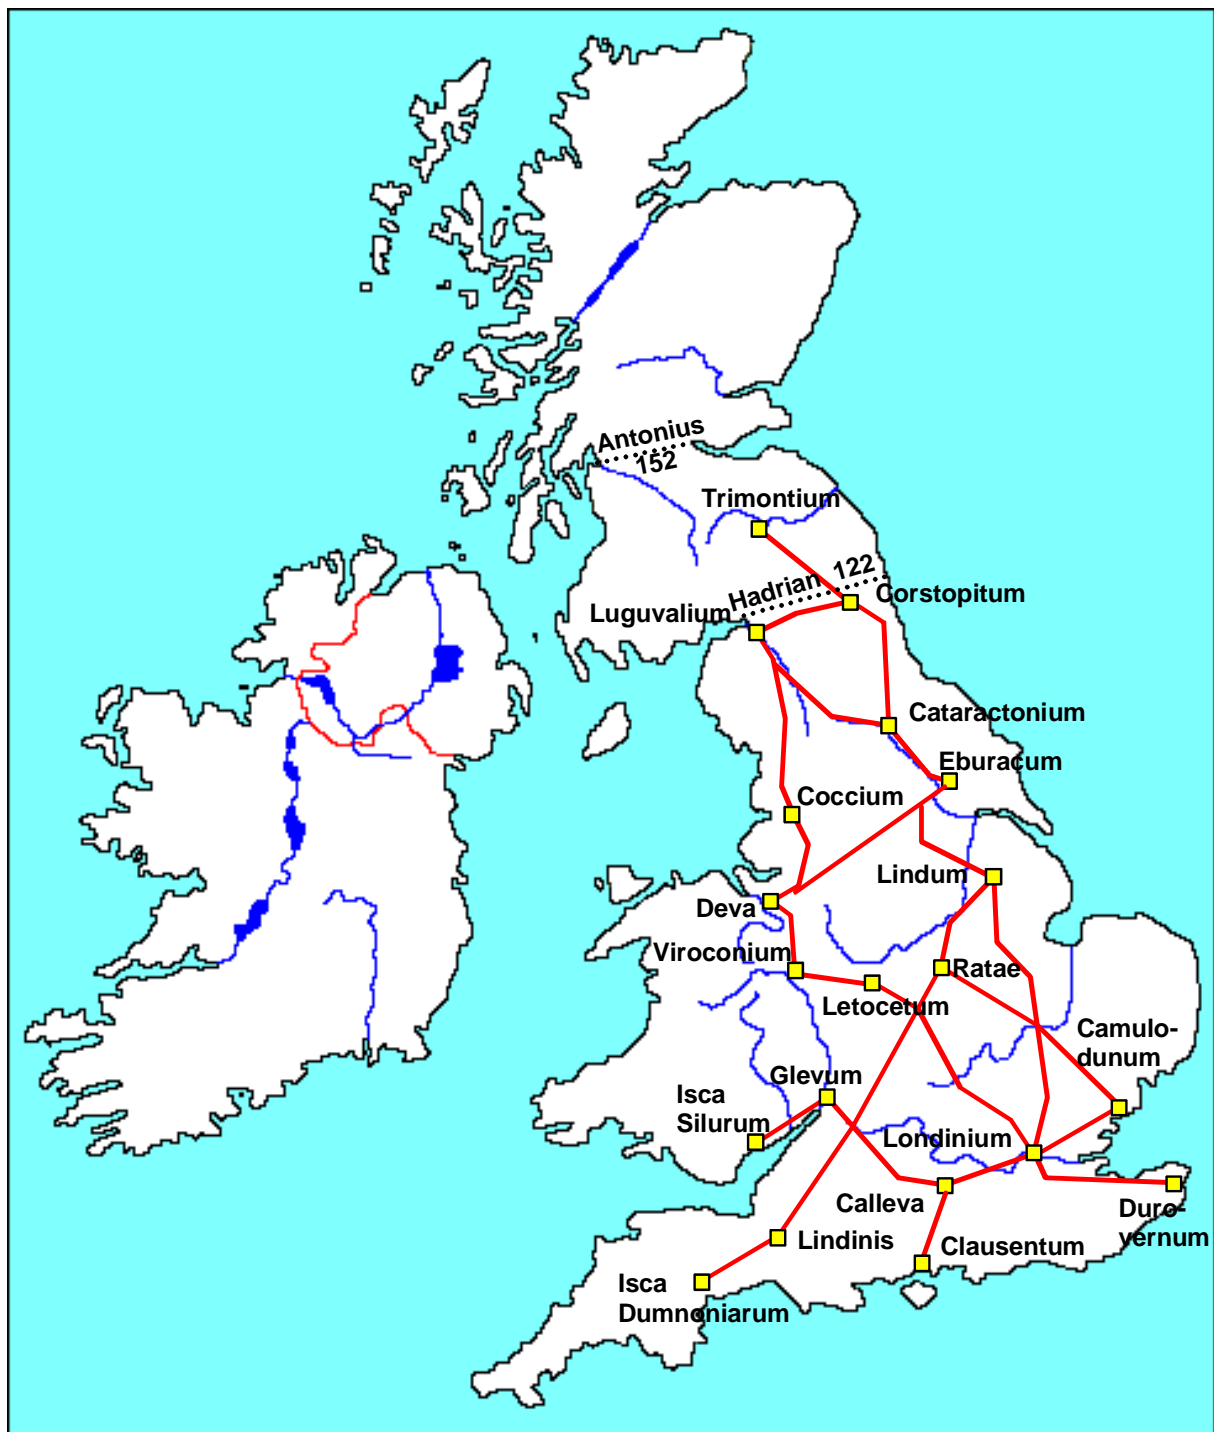 Antonius
152
Trimontium
Hadrian 122
Corstopitum
Luguvalium
Cataractonium
Eburacum
Coccium
Lindum
Deva
Viroconium
Ratae
Letocetum
Camulo-
dunum
Glevum
Isca
Silurum
Londinium
Calleva
Duro-
vernum
Lindinis
Clausentum
Isca
Dumnoniarum